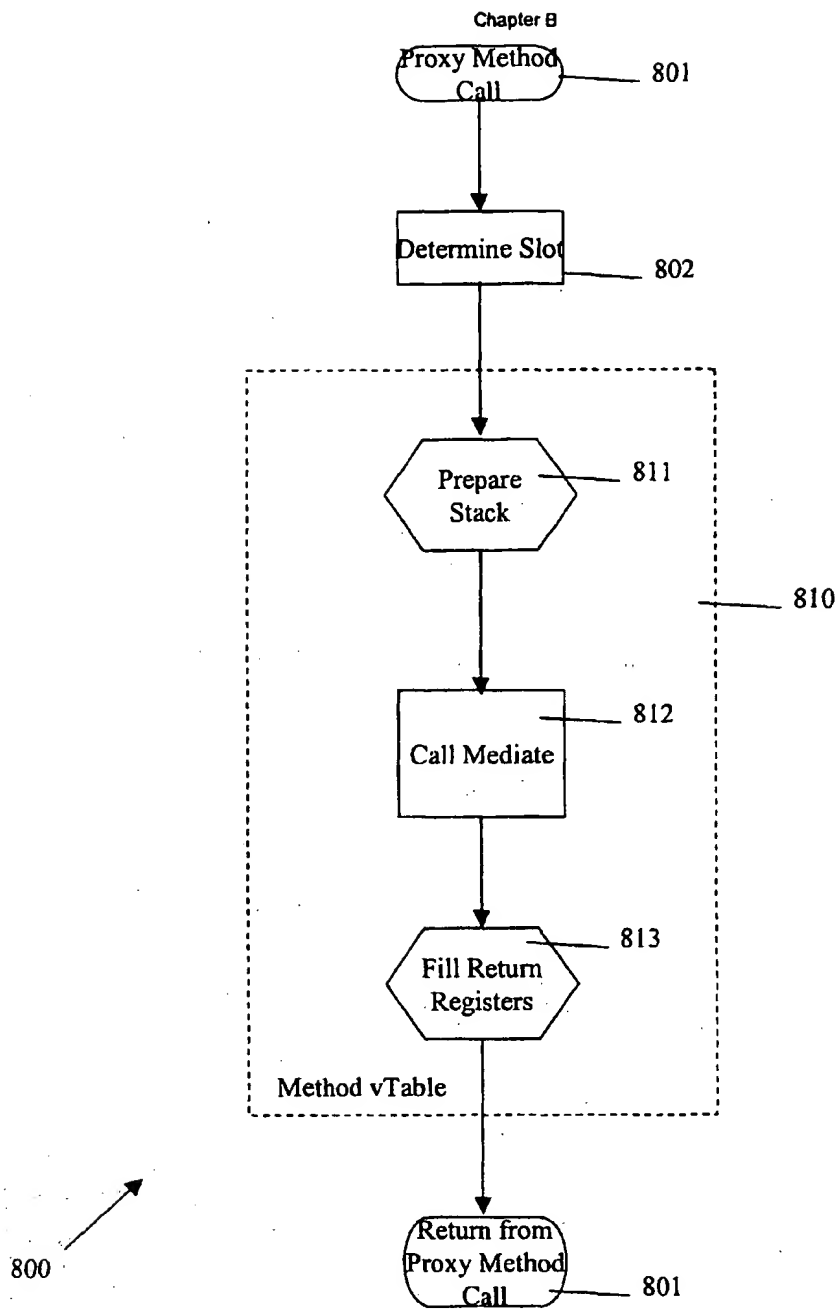 Chapter 8
Proxy Method
Call
801
Determine Slot
802
Prepare
Stack
811
810
Call Mediate
812
Fill Return
Registers
813
Method vTable
800
Return from
Proxy Method
Call
801